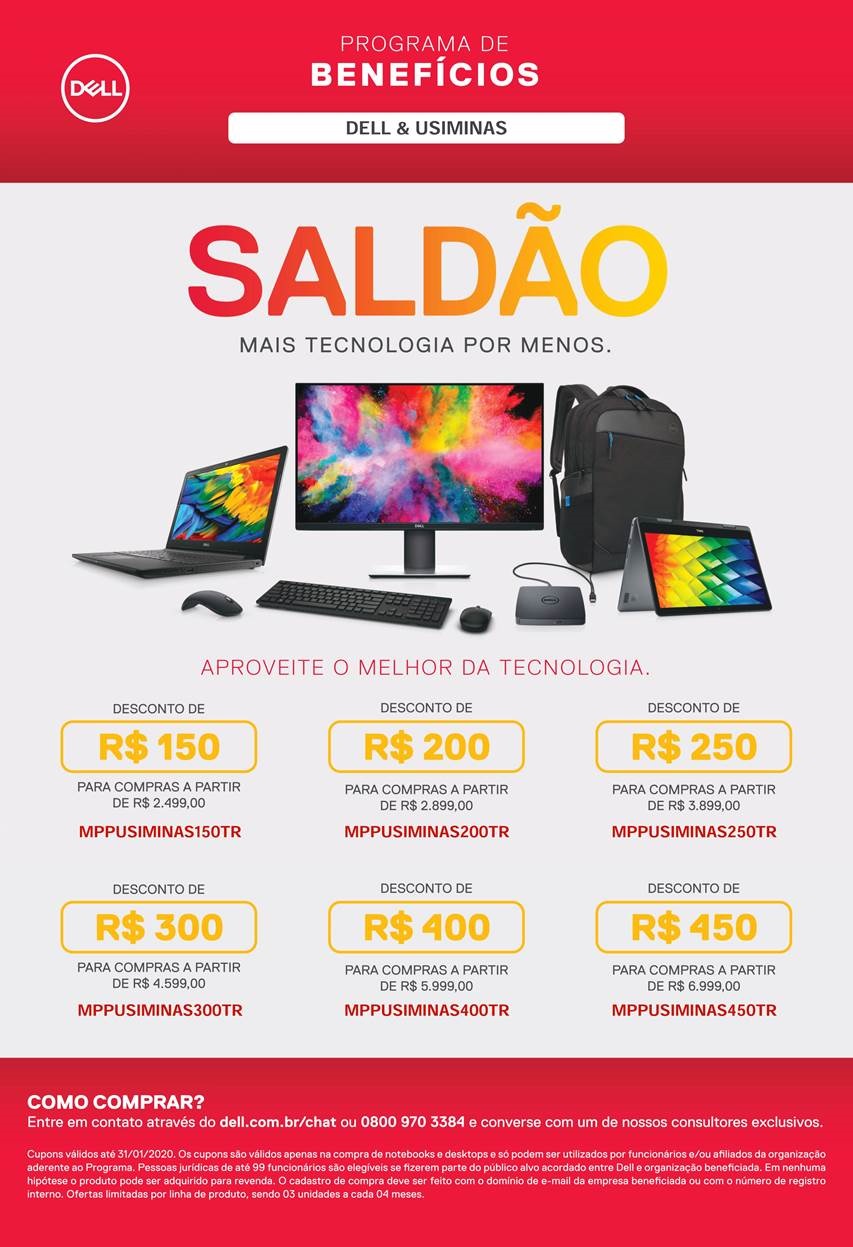 PROGRAMA DE
BENEFÍCIOS
DELL
DELL & USIMINAS
SALDÃO
MAIS TECNOLOGIA POR MENOS.
APROVEITE O MELHOR DA TECNOLOGIA.
DESCONTO DE
R$ 150
PARA COMPRAS A PARTIR
DE R$ 2.499,00
MPPUSIMINAS150TR
DESCONTO DE
R$ 200
PARA COMPRAS A PARTIR
DE R$ 2.899,00
MPPUSIMINAS200TR
DESCONTO DE
R$ 250
PARA COMPRAS A PARTIR
DE R$ 3.899,00
MPPUSIMINAS250TR
DESCONTO DE
R$ 300
PARA COMPRAS A PARTIR
DE R$ 4.599,00
MPPUSIMINAS300TR
DESCONTO DE
R$ 400
PARA COMPRAS A PARTIR
DE R$ 5.999,00
MPPUSIMINAS400TR
DESCONTO DE
R$ 450
PARA COMPRAS A PARTIR
DE R$ 6.999,00
MPPUSIMINAS450TR
COMO COMPRAR?
Entre em contato através do dell.com.br/chat ou 0800 970 3384 e converse com um de nossos consultores exclusivos.
Cupons válidos até 31/01/2020. Os cupons são válidos apenas na compra de notebooks e desktops e só podem ser utilizados por funcionários e/ou afiliados da organização
aderente ao Programa. Pessoas jurídicas de até 99 funcionários são elegíveis se fizerem parte do público alvo acordado entre Dell e organização beneficiada. Em nenhuma
hipótese o produto pode ser adquirido para revenda. O cadastro de compra deve ser feito com o domínio de e-mail da empresa beneficiada ou com o número de registro
interno. Ofertas limitadas por linha de produto, sendo 03 unidades a cada 04 meses.